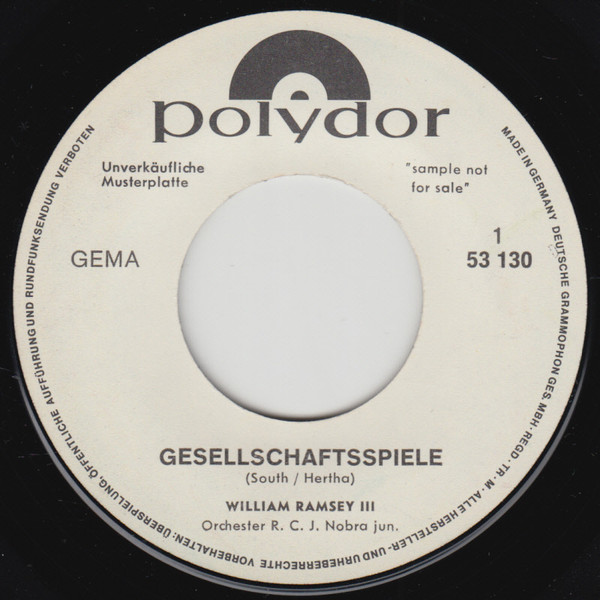 polydor
Unverkäufliche
Musterplatte
"sample not
for sale"
GEMA
1
53 130
GESELLSCHAFTSSPIELE
(South / Hertha)
WILLIAM RAMSEY III
Orchester R. C. J. Nobra jun.
MADE IN GERMANY DEUTSCHE GRAMMOPHON GES. MBH · REGD · TR · M · ALLE HERSTELLER- UND URHEBERRECHTE VORBEHALTEN · ÜBERSPIELUNG, ÖFFENTLICHE AUFFÜHRUNG UND RUNDFUNKSENDUNG VERBOTEN